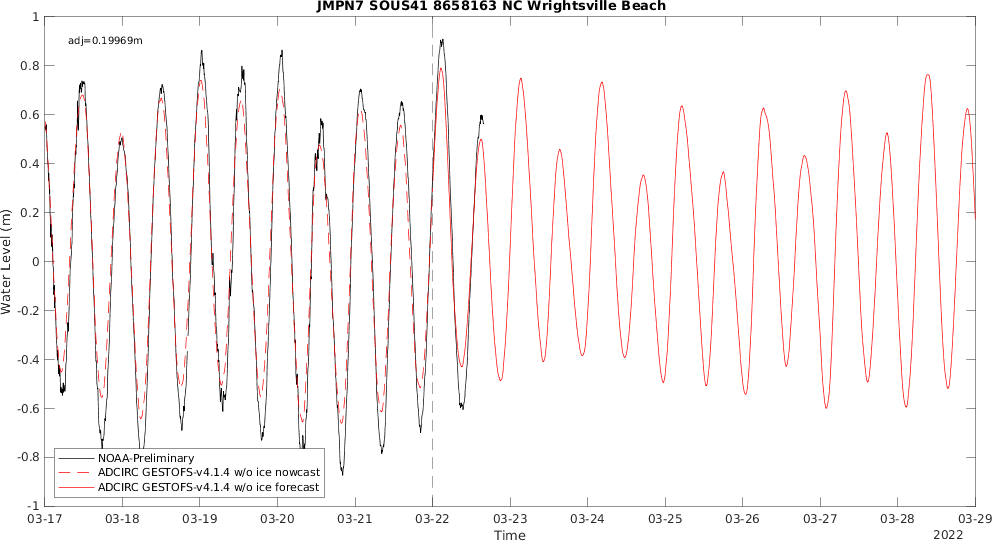 JMPN7 SOUS41 8658163 NC Wrightsville Beach
adj=0.19969m
1
0.8
0.6
0.4
0.2
0
-0.2
-0.4
-0.6
-0.8
-1
Water Level (m)
NOAA-Preliminary
ADCIRC GESTOFS-v4.1.4 w/o ice nowcast
ADCIRC GESTOFS-v4.1.4 w/o ice forecast
03-17 03-18 03-19 03-20 03-21 03-22 03-23 03-24 03-25 03-26 03-27 03-28 03-29
Time
2022